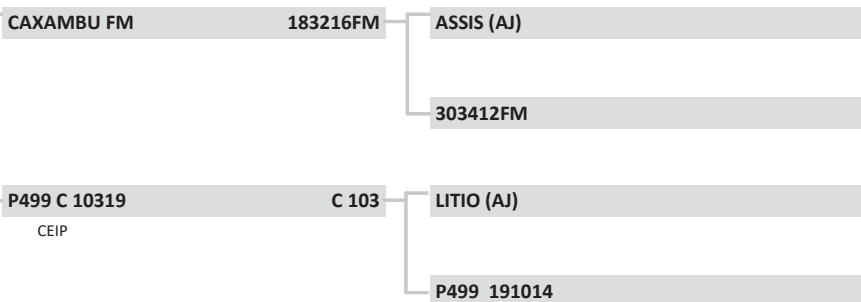 CAXAMBU FM 183216FM
ASSIS (AJ)
303412FM
P499 C 10319 C 103
LITIO (AJ)
CEIP
P499 191014